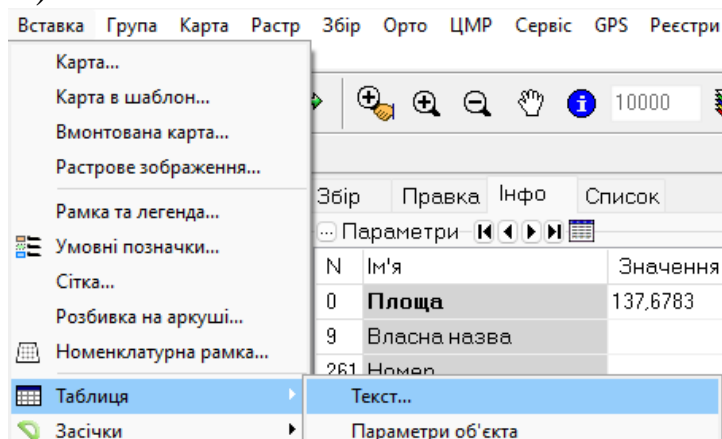 Вставка Група Карта Растр Збір Орто ЦМР Сервіс GPS Реєстри
Карта...
Карта в шаблон...
10000
Вмонтована карта...
Растрове зображення...
Збір Правка Інфо Список
Рамка та легенда...
Параметри
Умовні позначки...
N Ім'я Значення
Сітка...
0 Площа 137,6783
Розбивка на аркуші...
9 Власна назва
Номенклатурна рамка...
261 Номер
Таблиця Текст...
Засічки Параметри об'єкта